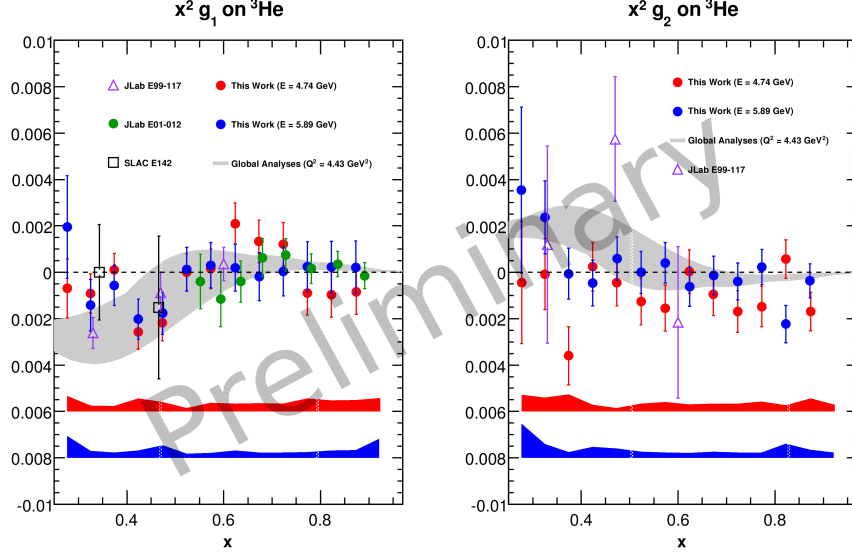 x² g₁ on ³He
0.01
0.008
0.006
0.004
0.002
0
0.002
0.004
0.006
0.008
-0.01
0.4
0.6
0.8
x
JLab E99-117
JLab E01-012
SLAC E142
This Work (E = 4.74 GeV)
This Work (E = 5.89 GeV)
Global Analyses (Q² = 4.43 GeV²)
x² g₂ on ³He
0.01
0.008
0.006
0.004
0.002
0
0.002
0.004
0.006
0.008
-0.01
0.4
0.6
0.8
x
This Work (E = 4.74 GeV)
This Work (E = 5.89 GeV)
Global Analyses (Q² = 4.43 GeV²)
JLab E99-117
Preliminary